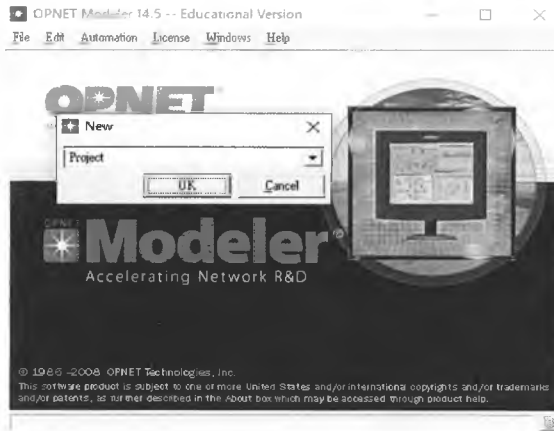 OPNET Modeler 14.5 -- Educational Version
File Edit Automation License Windows Help
OPNET
New
Project
OK Cancel
OPNET
Modeler®
Accelerating Network R&D
© 1986-2008 OPNET Technologies, Inc.
This software product is subject to one or more United States and/or international copyrights and/or trademarks
and/or patents, as further described in the About box which may be accessed through product help.